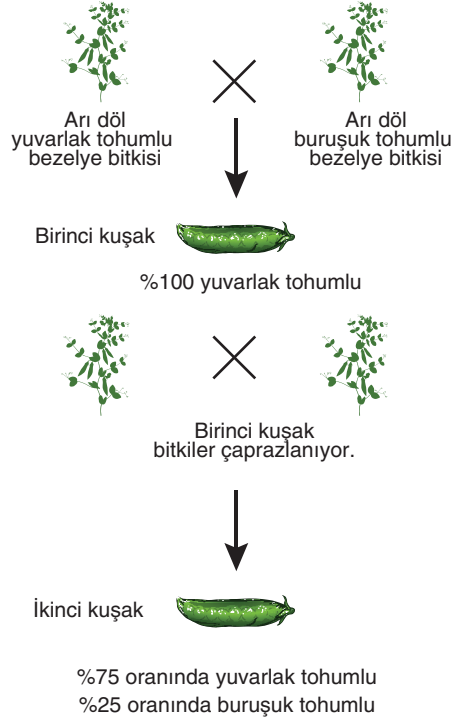 Arı döl
yuvarlak tohumlu
bezelye bitkisi
Arı döl
buruşuk tohumlu
bezelye bitkisi
Birinci kuşak
%100 yuvarlak tohumlu
Birinci kuşak
bitkiler çaprazlanıyor.
İkinci kuşak
%75 oranında yuvarlak tohumlu
%25 oranında buruşuk tohumlu